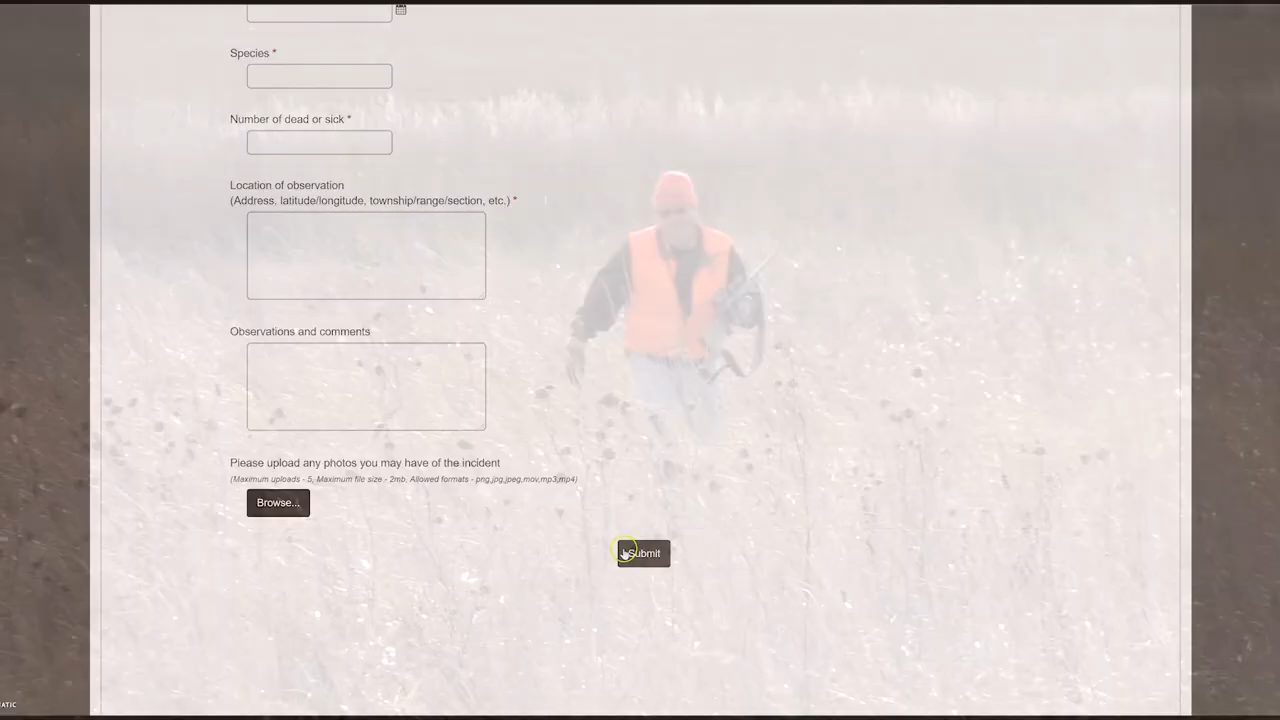 Species *
Number of dead or sick *
Location of observation
(Address, latitude/longitude, township/range/section, etc.) *
Observations and comments
Please upload any photos you may have of the incident
(Maximum uploads - 5, Maximum file size - 2mb, Allowed formats - png,jpg,jpeg,mov,mp3,mp4)
Browse...
Submit